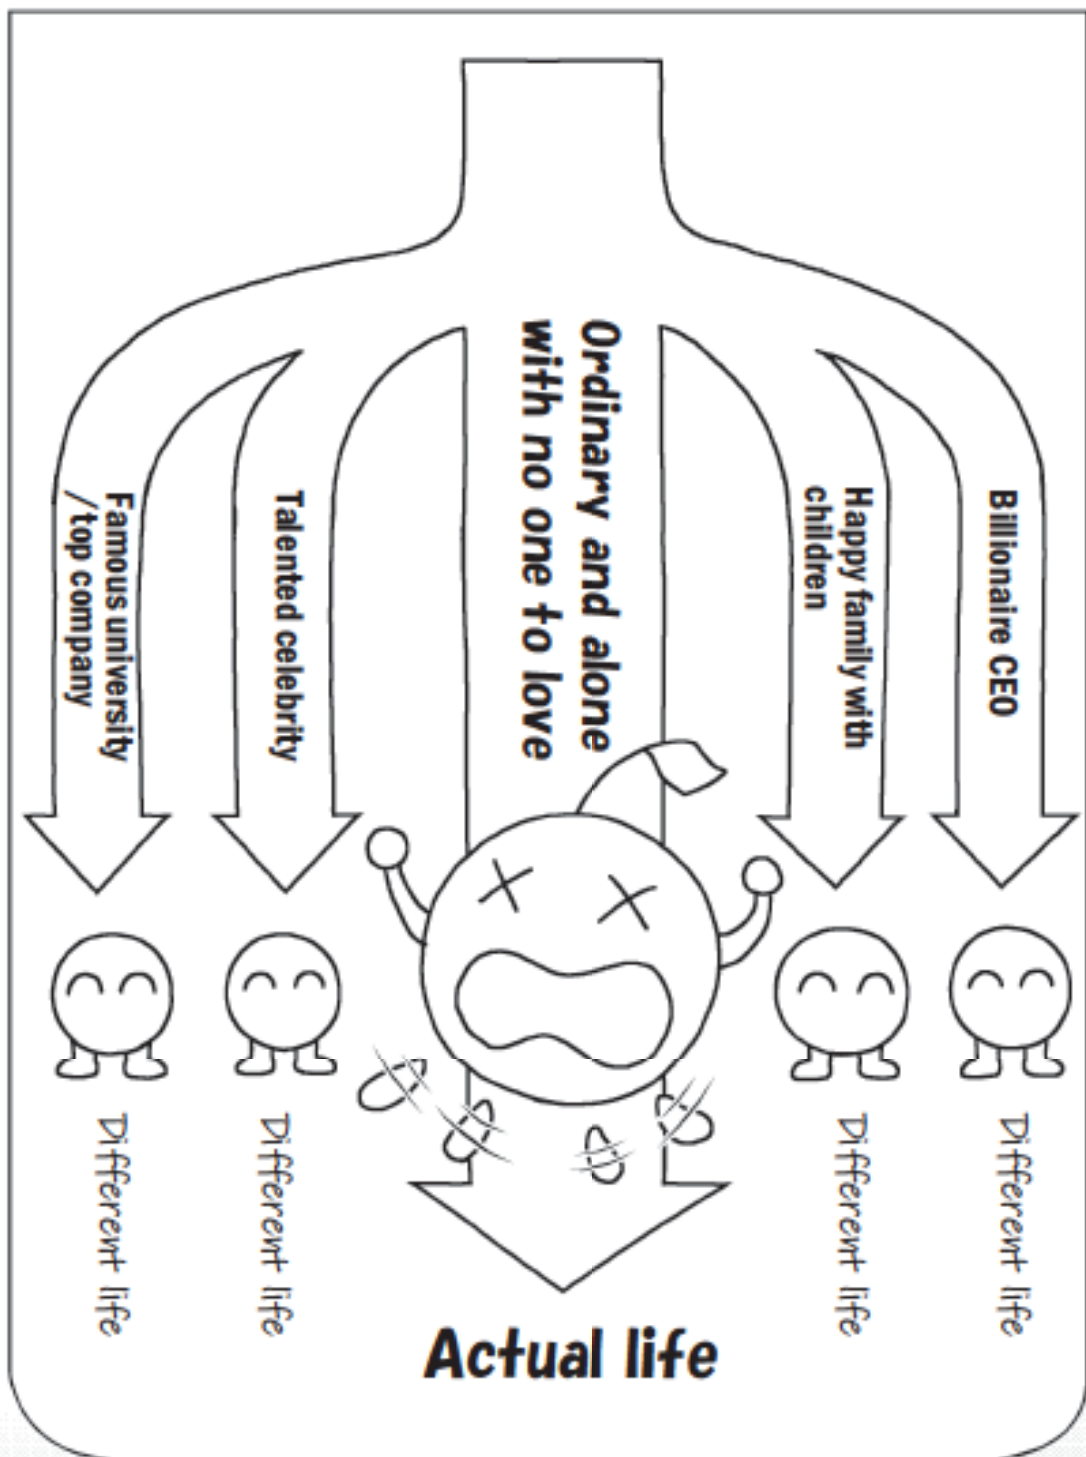 Famous university
/top company
Talented celebrity
Ordinary and alone
with no one to love
Happy family with
children
Billionaire CEO
Different life
Different life
Different life
Different life
Actual life